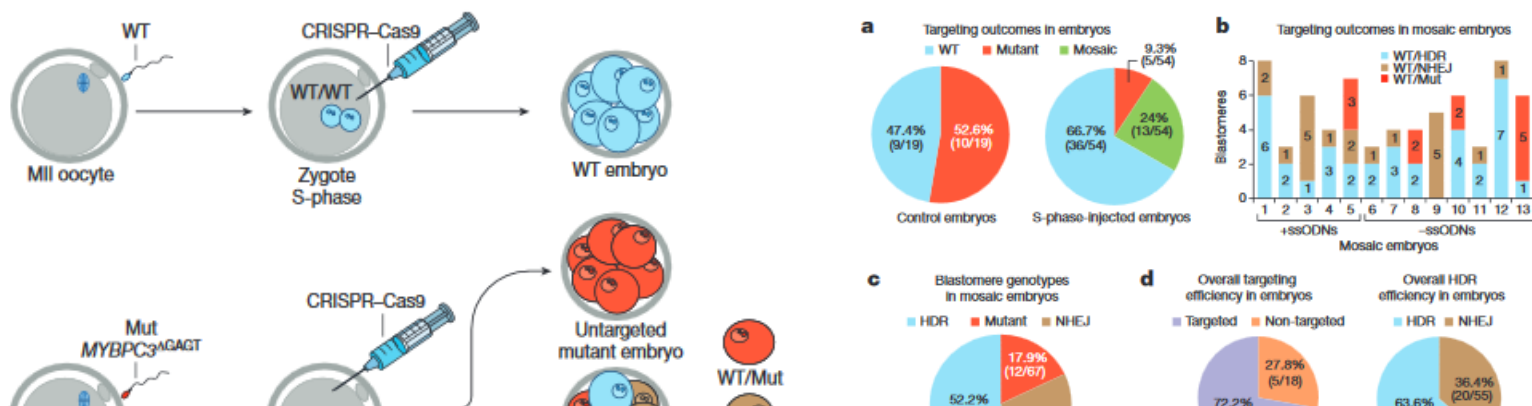 WT
CRISPR–Cas9
WT/WT
MII oocyte
Zygote
S-phase
WT embryo
CRISPR–Cas9
Mut
MYBPC3ΔGAGT
Untargeted
mutant embryo
WT/Mut
a
Targeting outcomes in embryos
WT Mutant Mosaic
9.3%
(5/54)
47.4%
(9/19)
52.6%
(10/19)
66.7%
(36/54)
24%
(13/54)
Control embryos
S-phase-injected embryos
b
Targeting outcomes in mosaic embryos
WT/HDR
WT/NHEJ
WT/Mut
Blastomeres
8
6
4
2
0
2 6
1 2
5 1
1 3
3 2 2
1 2
1 3
2 2
5
2 4
1 2
1 7
5 1
1 2 3 4 5 6 7 8 9 10 11 12 13
+ssODNs –ssODNs
Mosaic embryos
c
Blastomere genotypes
in mosaic embryos
HDR Mutant NHEJ
17.9%
(12/67)
52.2%
d
Overall targeting
efficiency in embryos
Targeted Non-targeted
27.8%
(5/18)
72.2%
Overall HDR
efficiency in embryos
HDR NHEJ
36.4%
(20/55)
63.6%